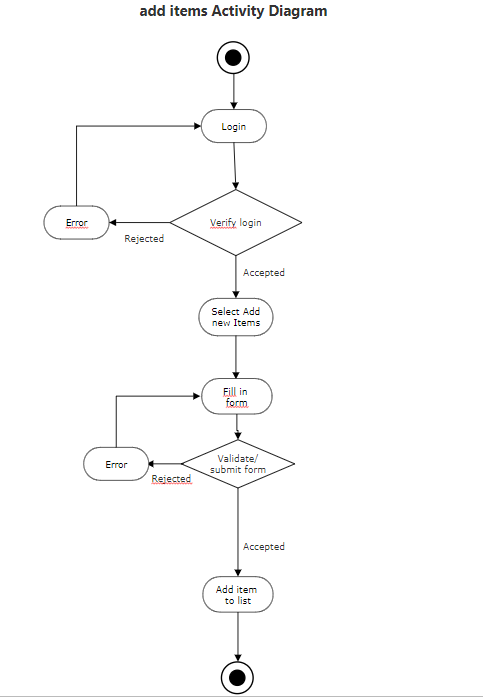 add items Activity Diagram
Login
Verify login
Error
Rejected
Accepted
Select Add
new Items
Fill in
form
Validate/
submit form
Error
Rejected
Accepted
Add item
to list